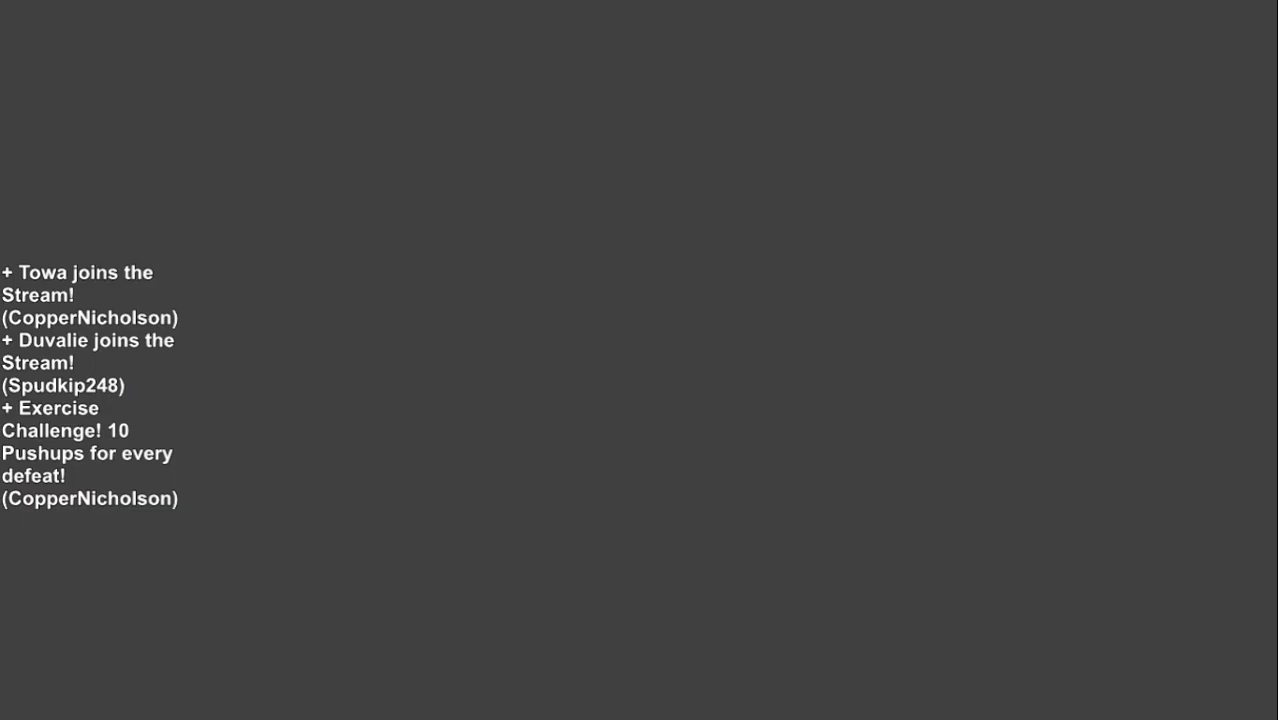 + Towa joins the
Stream!
(CopperNicholson)
+ Duvalie joins the
Stream!
(Spudkip248)
+ Exercise
Challenge! 10
Pushups for every
defeat!
(CopperNicholson)